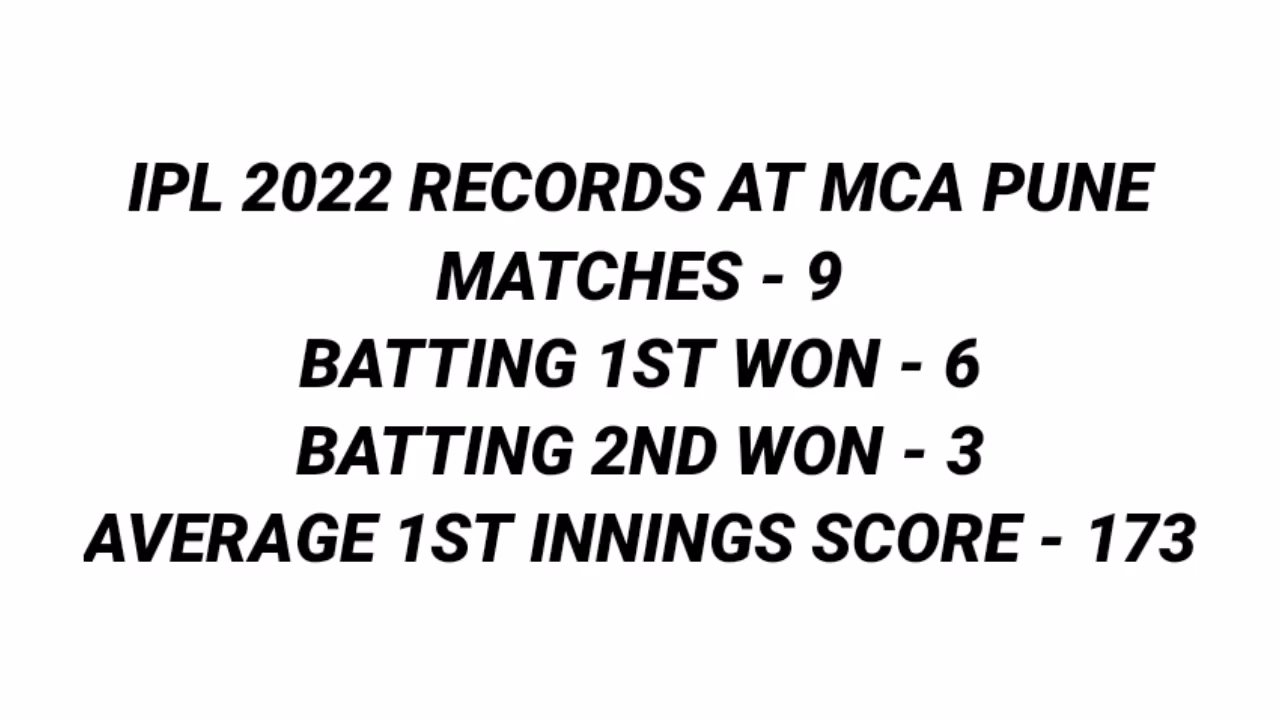 IPL 2022 RECORDS AT MCA PUNE
MATCHES - 9
BATTING 1ST WON - 6
BATTING 2ND WON - 3
AVERAGE 1ST INNINGS SCORE - 173